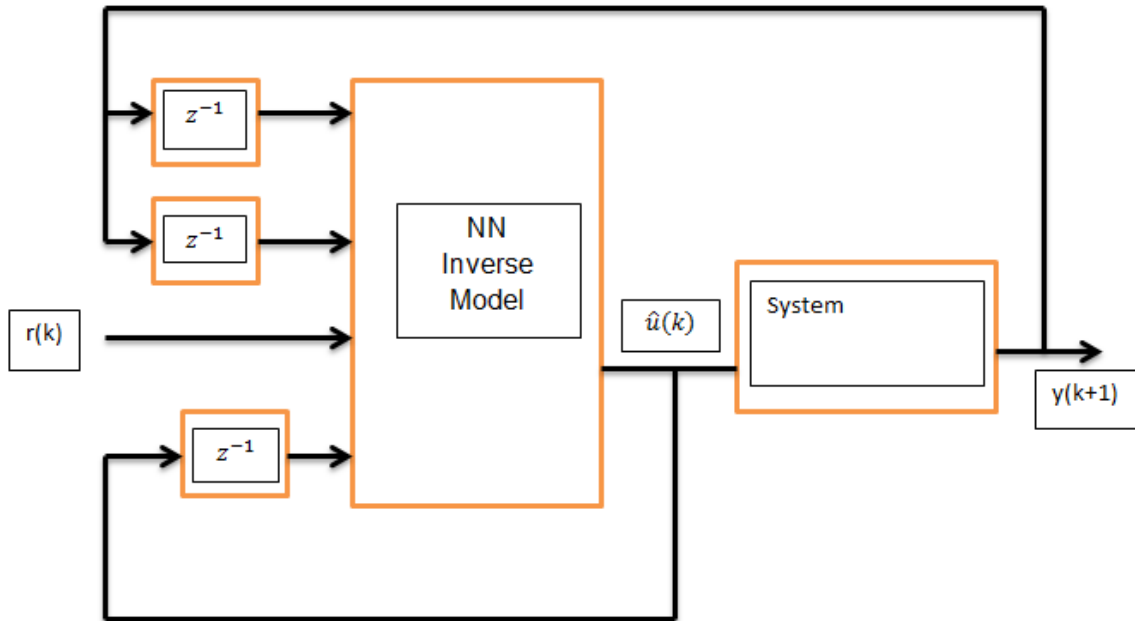 z⁻¹
z⁻¹
NN
Inverse
Model
r(k)
û(k)
System
y(k+1)
z⁻¹